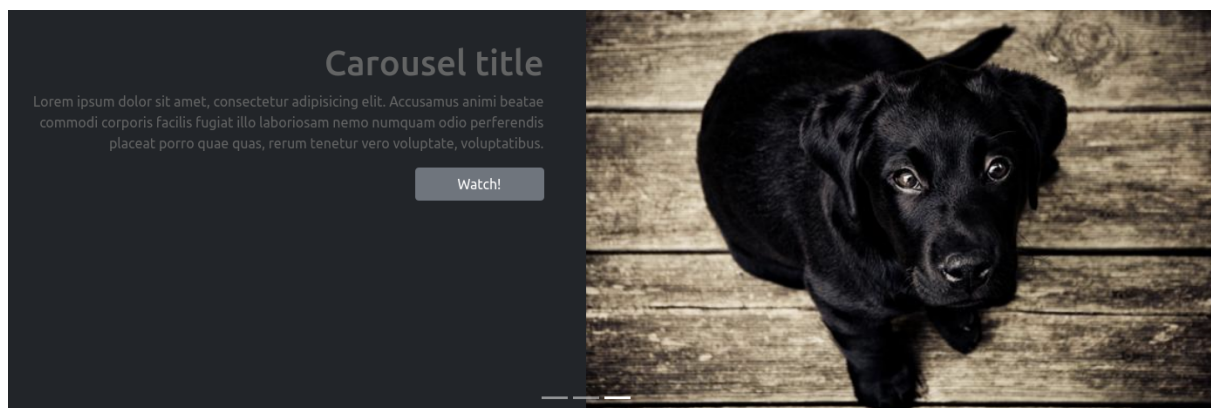 Carousel title
Lorem ipsum dolor sit amet, consectetur adipisicing elit. Accusamus animi beatae
commodi corporis facilis fugiat illo laboriosam nemo numquam odio perferendis
placeat porro quae quas, rerum tenetur vero voluptate, voluptatibus.
Watch!